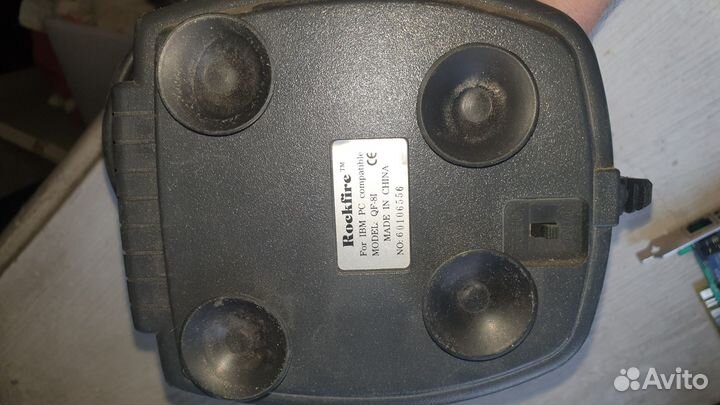 Rockfire™
For IBM PC compatible
MODEL: QF-8I
MADE IN CHINA
NO:60106556
CE
Avito